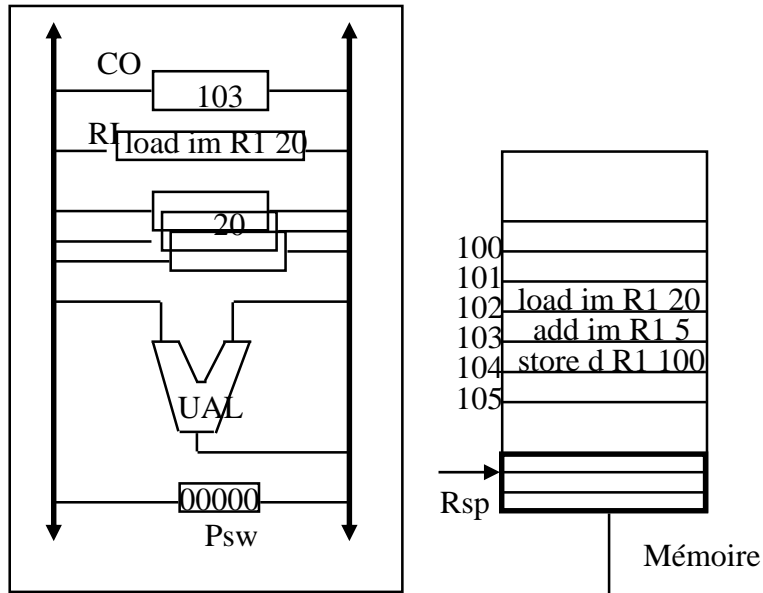 CO
103
RI
load im R1 20
20
UAL
00000
Psw
100
101
102
load im R1 20
103
add im R1 5
104
store d R1 100
105
Rsp
Mémoire